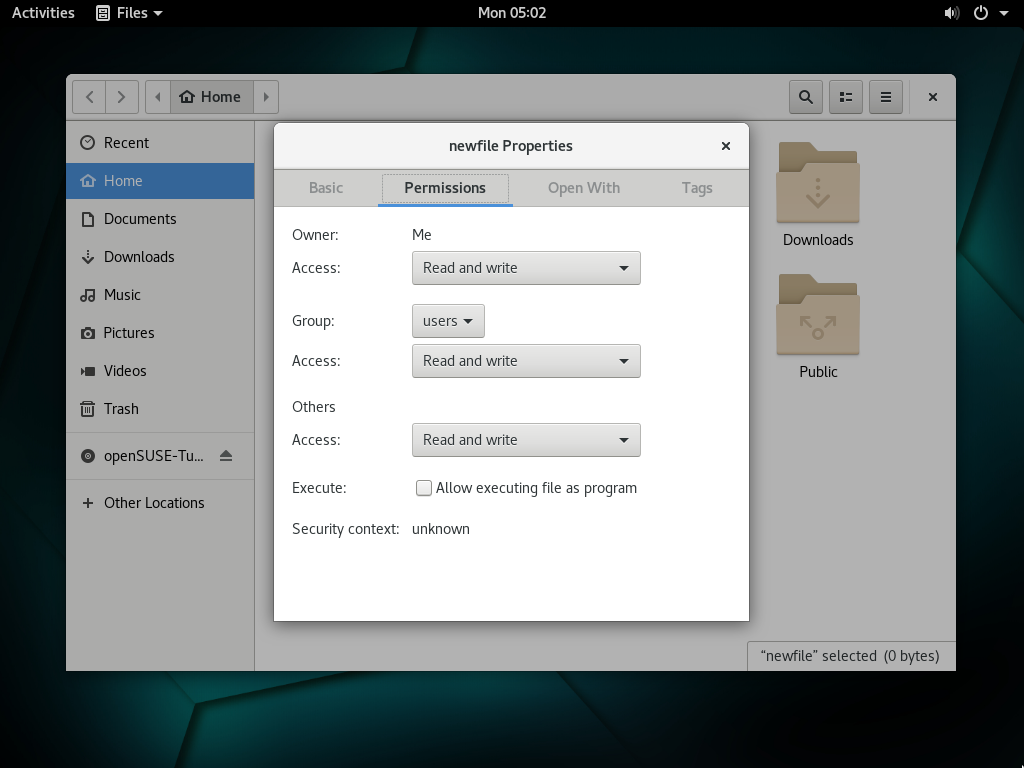 Activities Files Mon 05:02
Home
newfile Properties
Basic Permissions Open With Tags
Recent
Home
Documents
Downloads
Music
Pictures
Videos
Trash
openSUSE-Tu...
Other Locations
Owner: Me
Access: Read and write
Group: users
Access: Read and write
Others
Access: Read and write
Execute: Allow executing file as program
Security context: unknown
Downloads
Public
“newfile” selected (0 bytes)